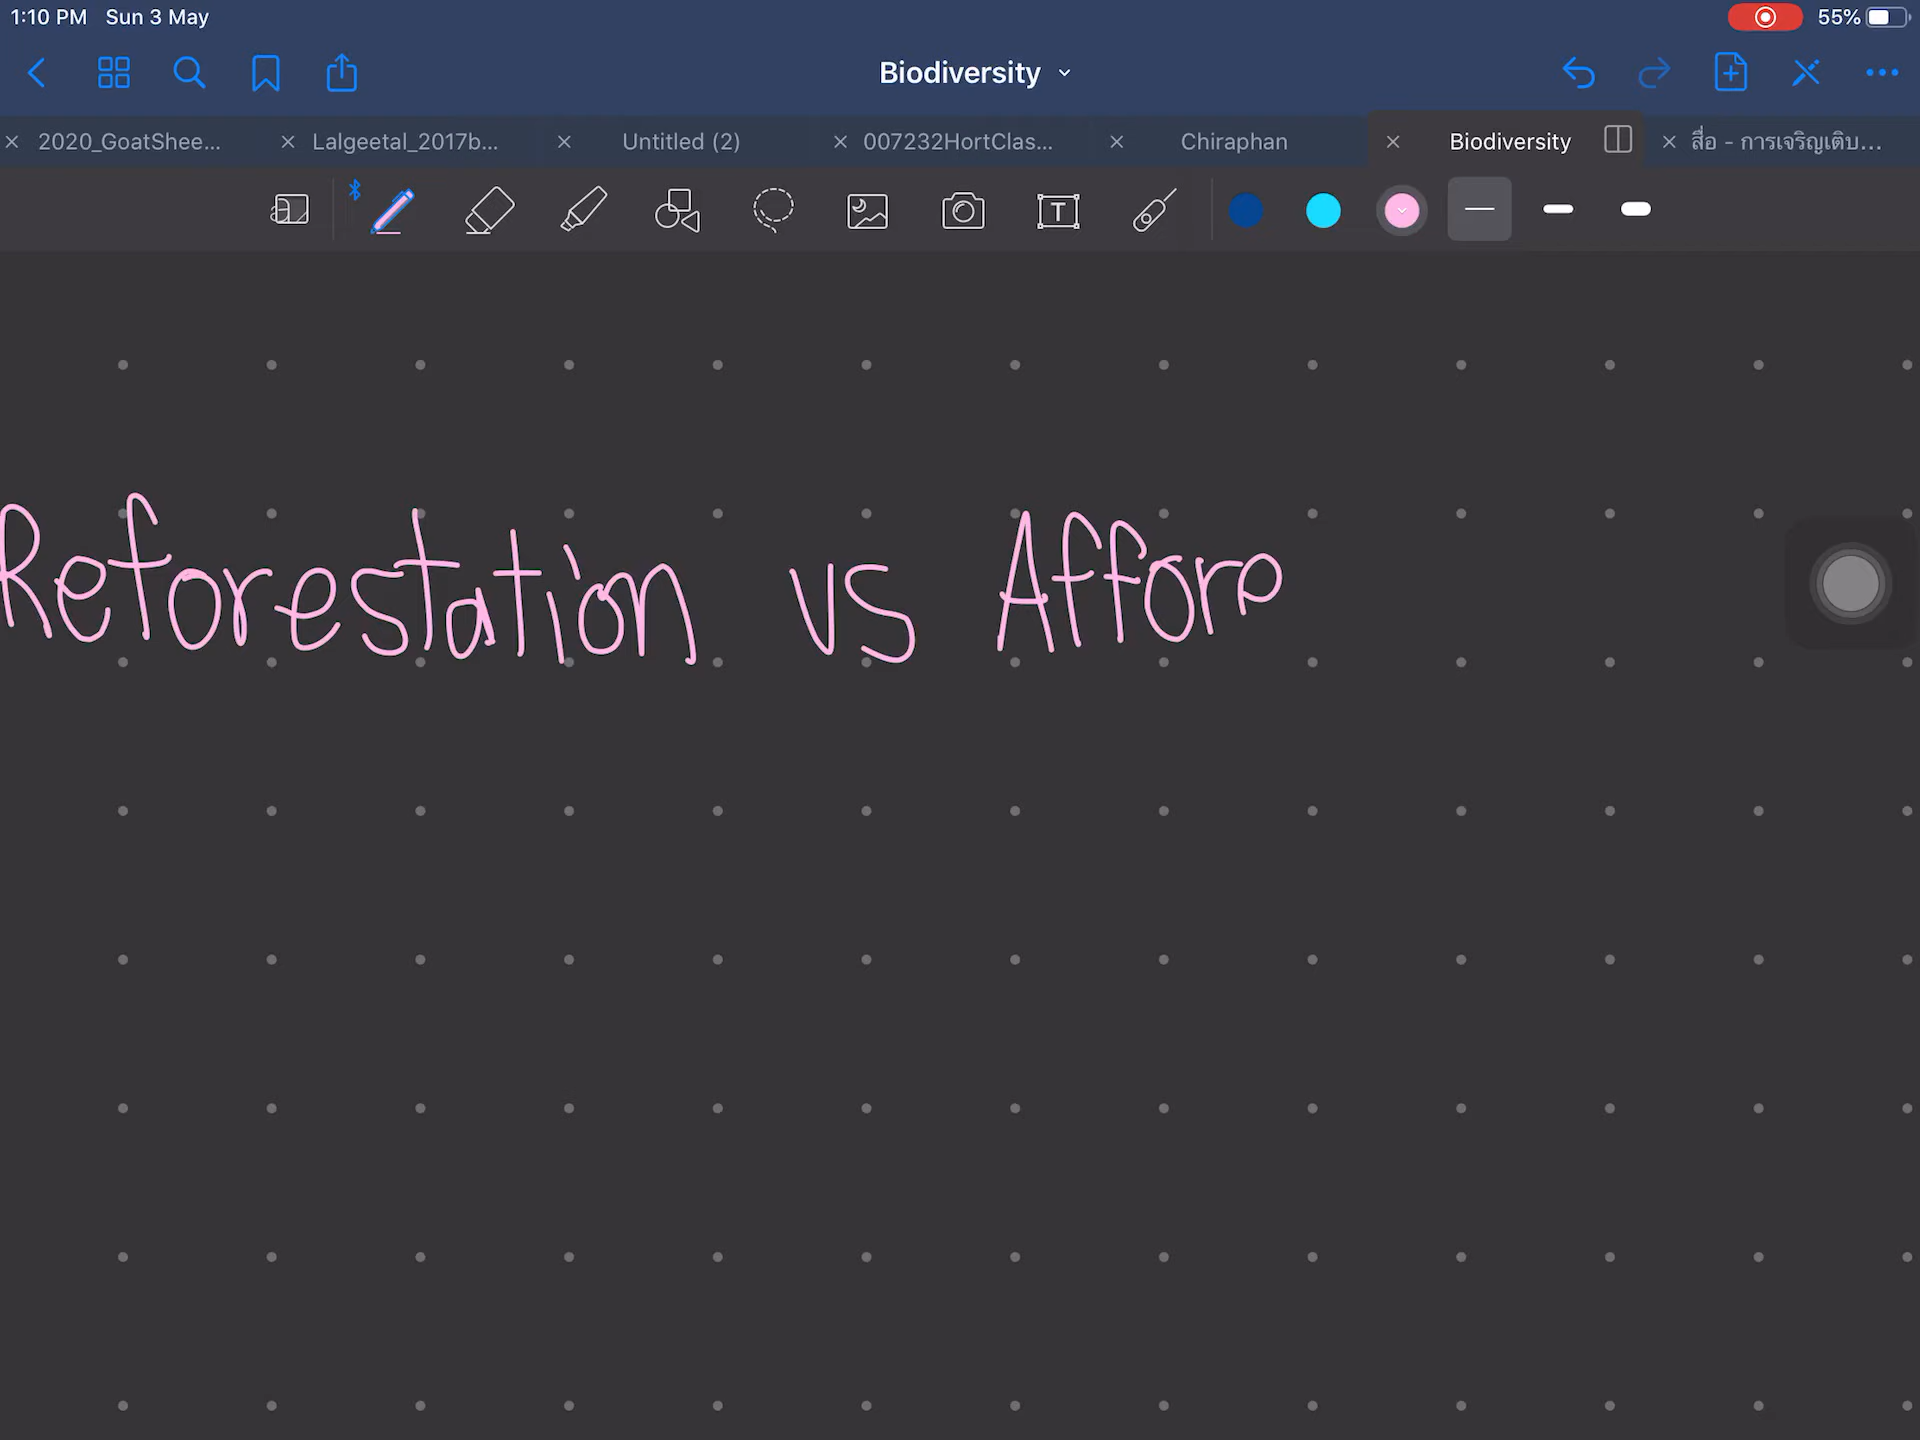 1:10 PM Sun 3 May 55%
Biodiversity
2020_GoatShee... Lalgeetal_2017b... Untitled (2) 007232HortClas... Chiraphan Biodiversity สื่อ - การเจริญเติบ...
Reforestation vs Affore